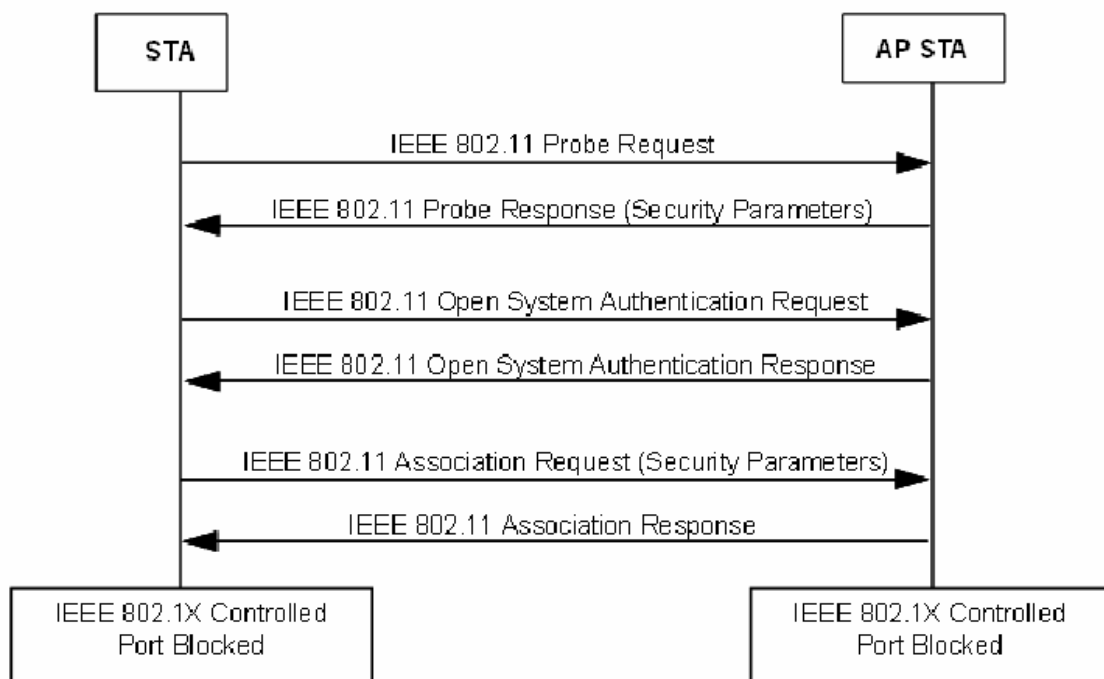 STA
AP STA
IEEE 802.11 Probe Request
IEEE 802.11 Probe Response (Security Parameters)
IEEE 802.11 Open System Authentication Request
IEEE 802.11 Open System Authentication Response
IEEE 802.11 Association Request (Security Parameters)
IEEE 802.11 Association Response
IEEE 802.1X Controlled
Port Blocked
IEEE 802.1X Controlled
Port Blocked